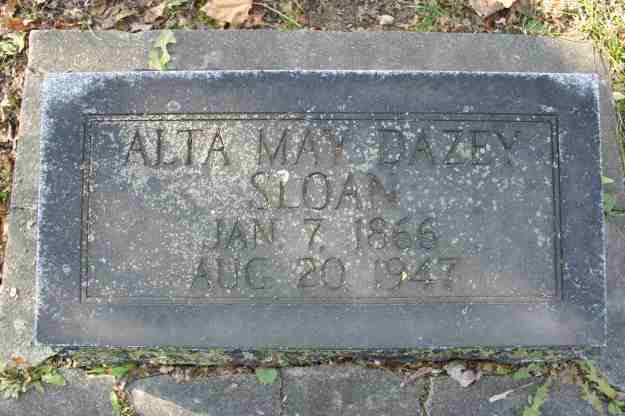 ALTA MAY DAZEY
SLOAN
JAN 7, 1866
AUG 20 1947